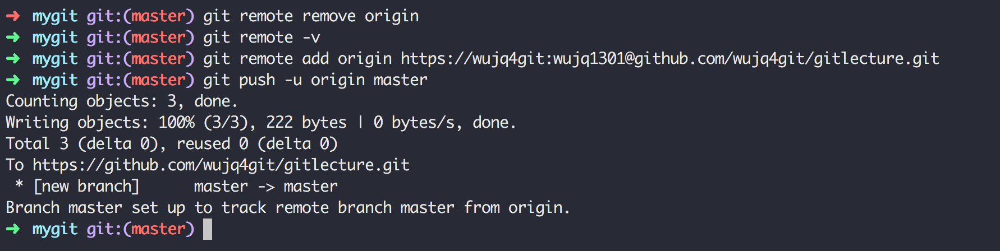 ➜  mygit git:(master) git remote remove origin
➜  mygit git:(master) git remote -v
➜  mygit git:(master) git remote add origin https://wujq4git:wujq1301@github.com/wujq4git/gitlecture.git
➜  mygit git:(master) git push -u origin master
Counting objects: 3, done.
Writing objects: 100% (3/3), 222 bytes | 0 bytes/s, done.
Total 3 (delta 0), reused 0 (delta 0)
To https://github.com/wujq4git/gitlecture.git
 * [new branch]      master -> master
Branch master set up to track remote branch master from origin.
➜  mygit git:(master)